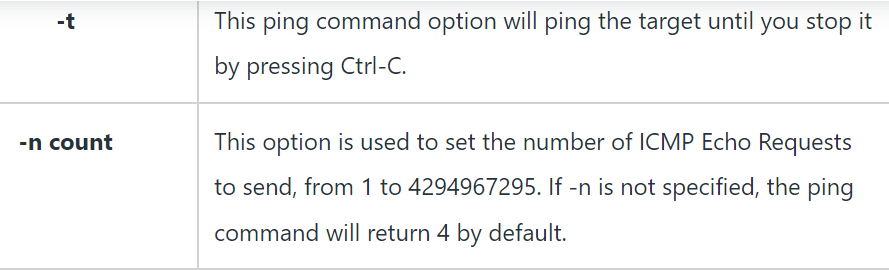 -t
This ping command option will ping the target until you stop it
by pressing Ctrl-C.
-n count
This option is used to set the number of ICMP Echo Requests
to send, from 1 to 4294967295. If -n is not specified, the ping
command will return 4 by default.